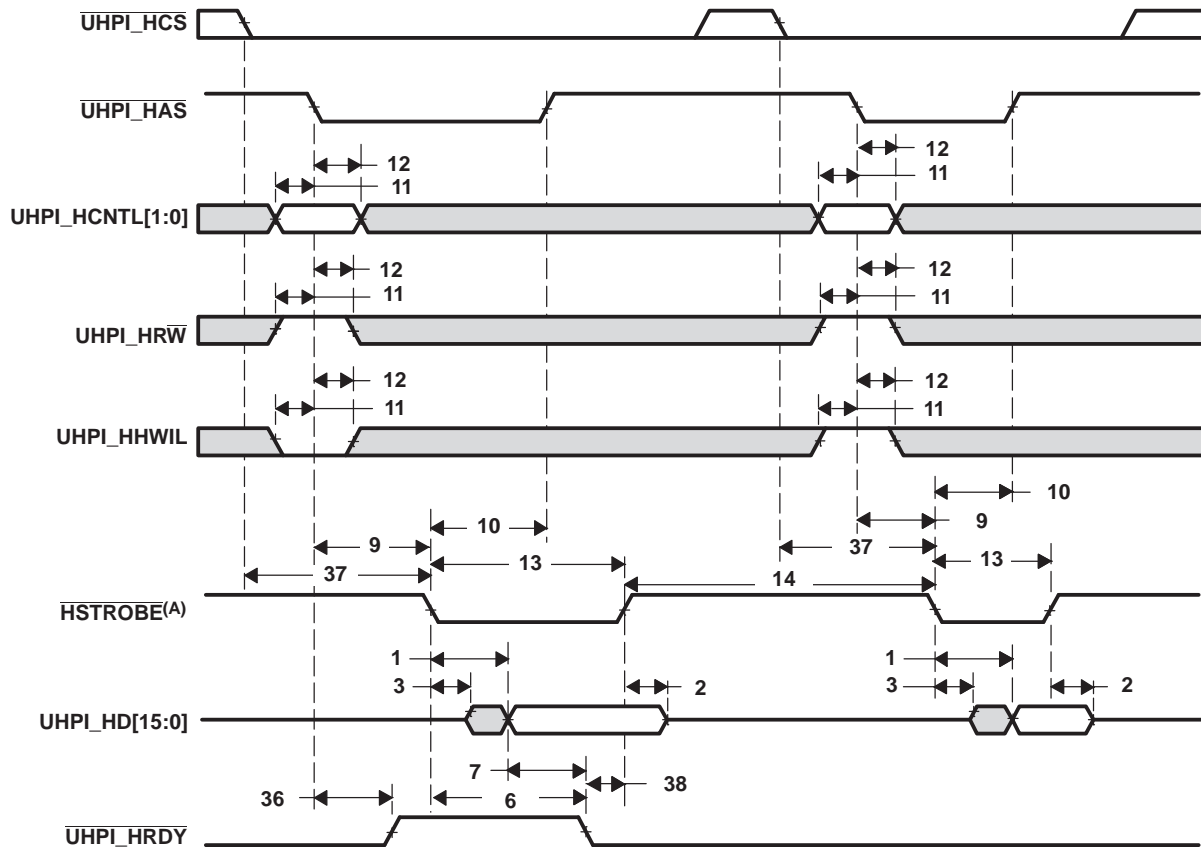 UHPI_HCS
UHPI_HAS
12 12
11 11
UHPI_HCNTL[1:0]
12 12
11 11
UHPI_HRW
12 12
11 11
UHPI_HHWIL
10 10
9 9
37 13 37 13
14
HSTROBE(A)
1 1
3 2 3 2
UHPI_HD[15:0]
7 38
36 6
UHPI_HRDY